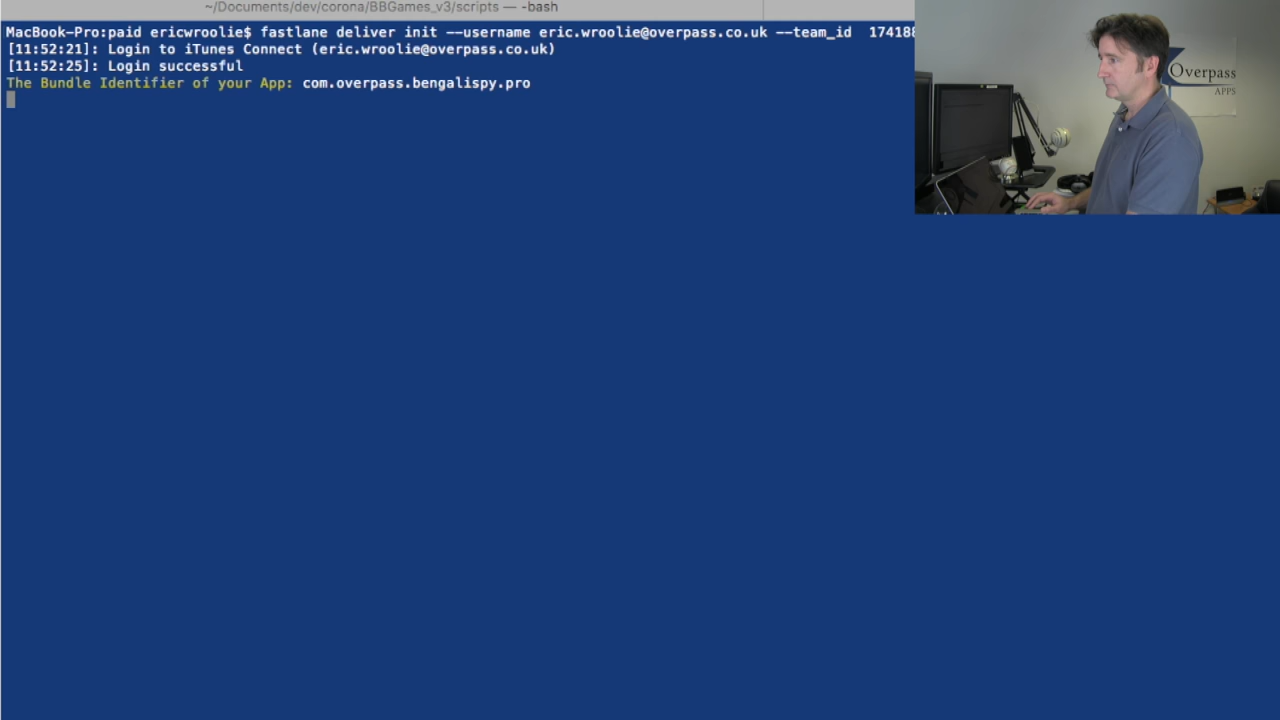 ~/Documents/dev/corona/BBGames_v3/scripts — -bash
MacBook-Pro:paid ericwroolie$ fastlane deliver init --username eric.wroolie@overpass.co.uk --team_id 174188
[11:52:21]: Login to iTunes Connect (eric.wroolie@overpass.co.uk)
[11:52:25]: Login successful
The Bundle Identifier of your App: com.overpass.bengalispy.pro
Overpass
APPS